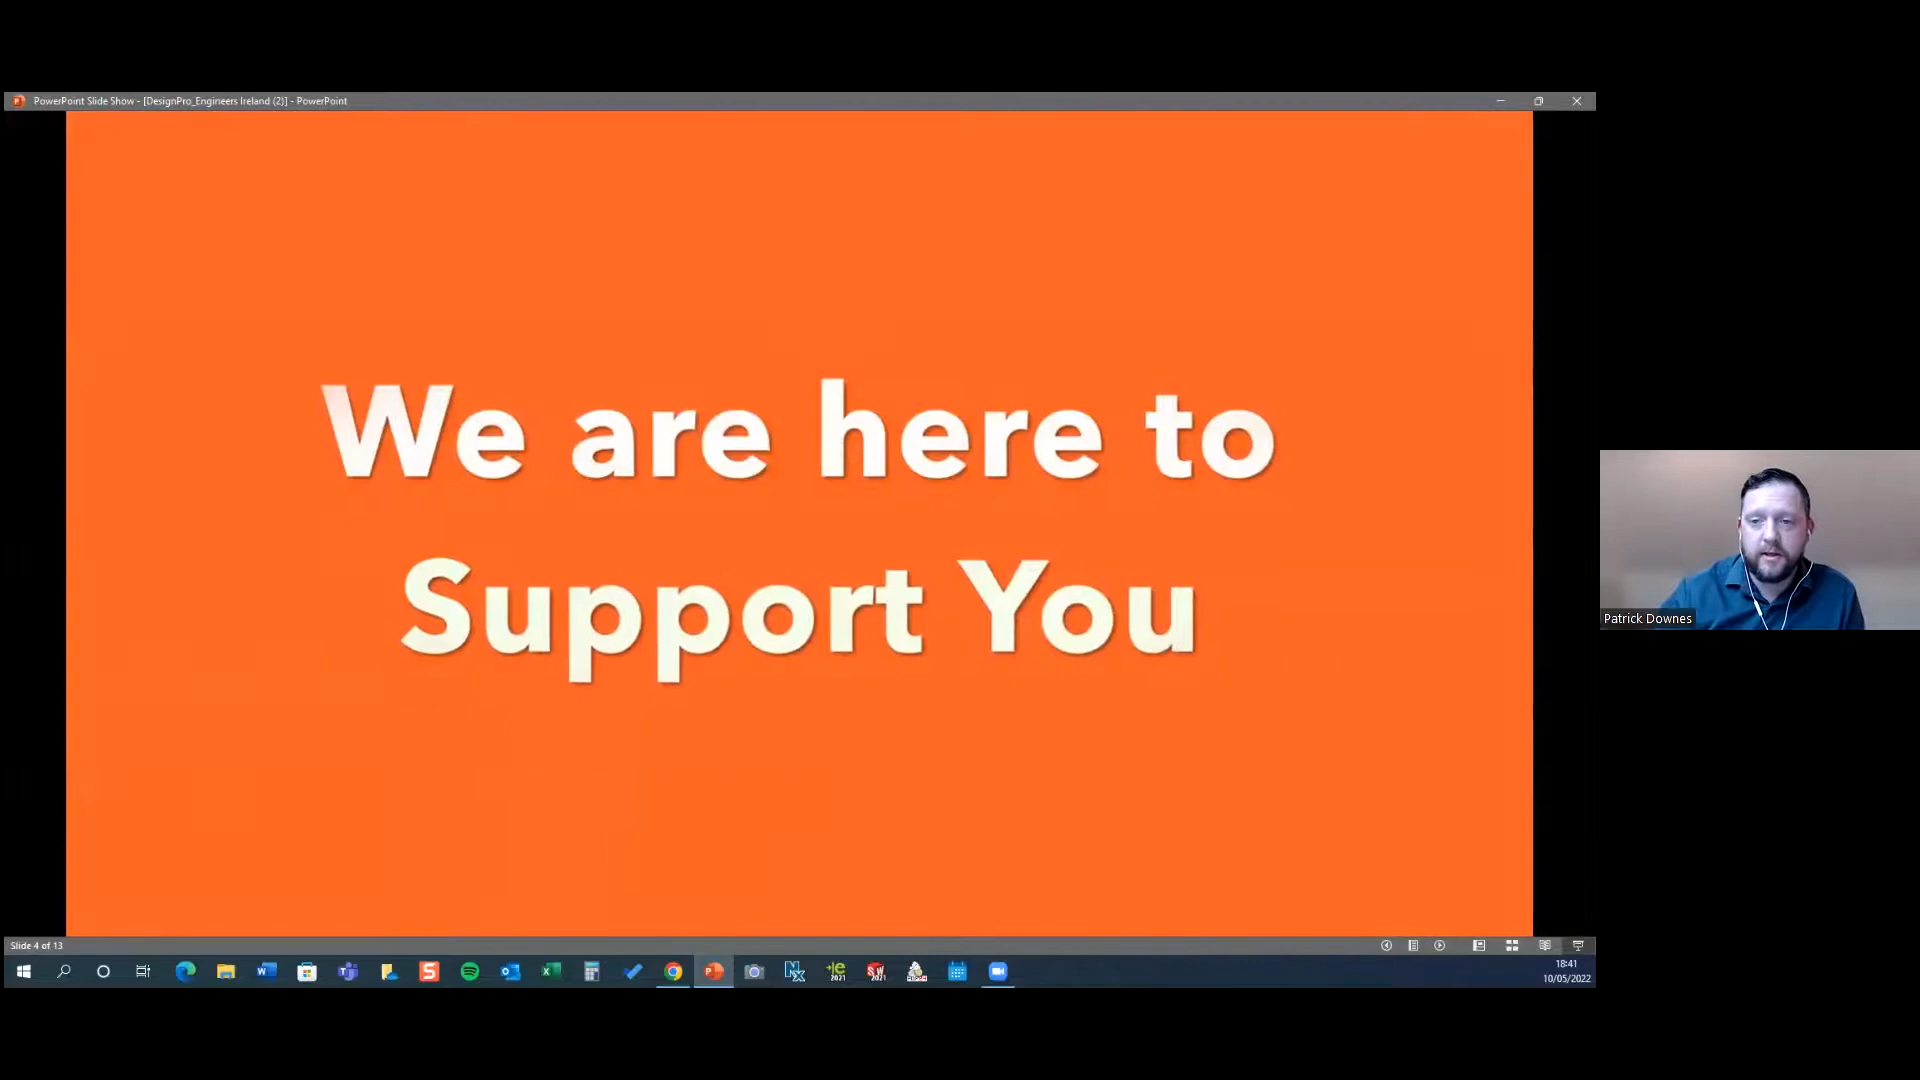 PowerPoint Slide Show - [DesignPro_Engineers Ireland (2)] - PowerPoint
We are here to
Support You
Patrick Downes
Slide 4 of 13
18:41
10/05/2022